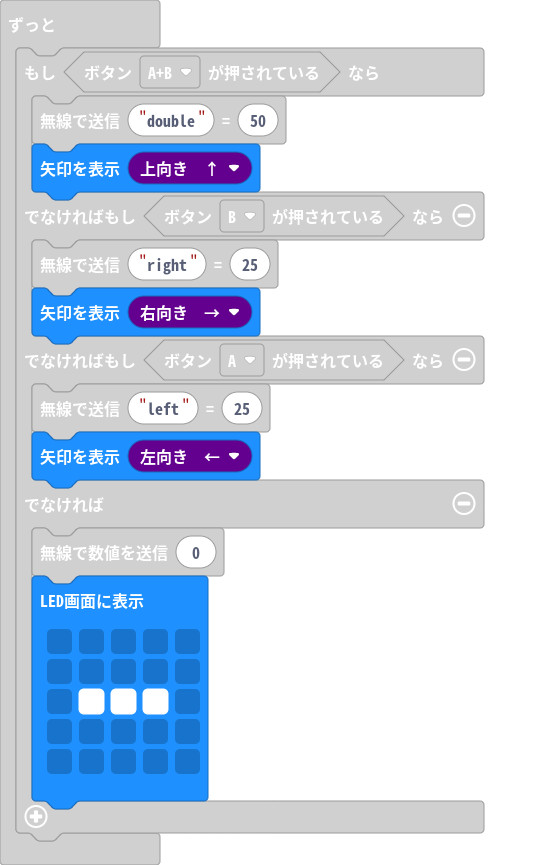 ずっと
もし ボタン A+B が押されている なら
無線で送信 "double" = 50
矢印を表示 上向き ↑
でなければもし ボタン B が押されている なら
無線で送信 "right" = 25
矢印を表示 右向き →
でなければもし ボタン A が押されている なら
無線で送信 "left" = 25
矢印を表示 左向き ←
でなければ
無線で数値を送信 0
LED画面に表示